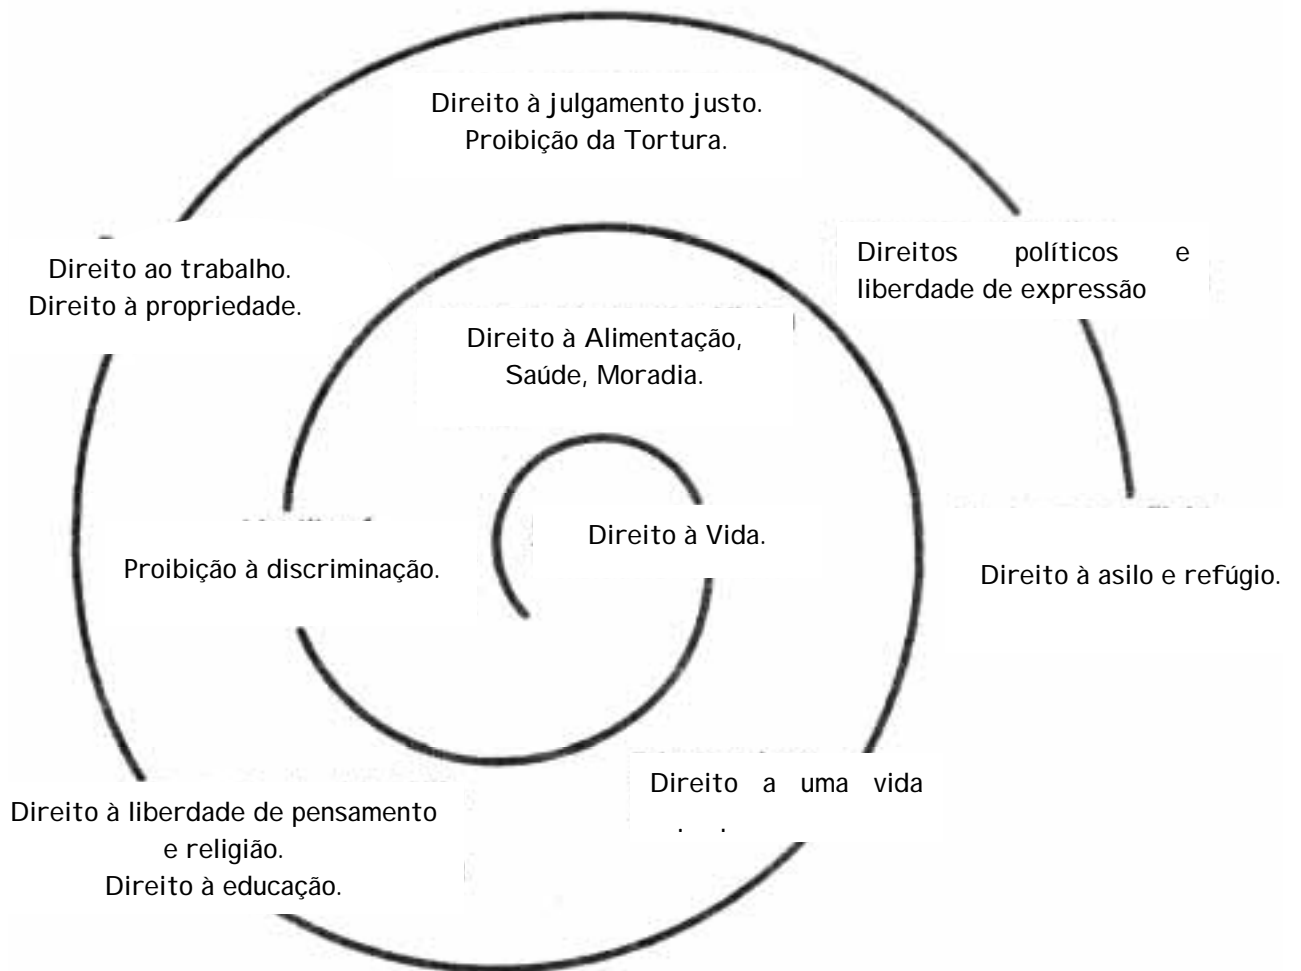 Direito à julgamento justo.
Proibição da Tortura.
Direito ao trabalho.
Direito à propriedade.
Direitos políticos e
liberdade de expressão
Direito à Alimentação,
Saúde, Moradia.
Direito à Vida.
Proibição à discriminação.
Direito à asilo e refúgio.
Direito a uma vida
Direito à liberdade de pensamento
e religião.
Direito à educação.